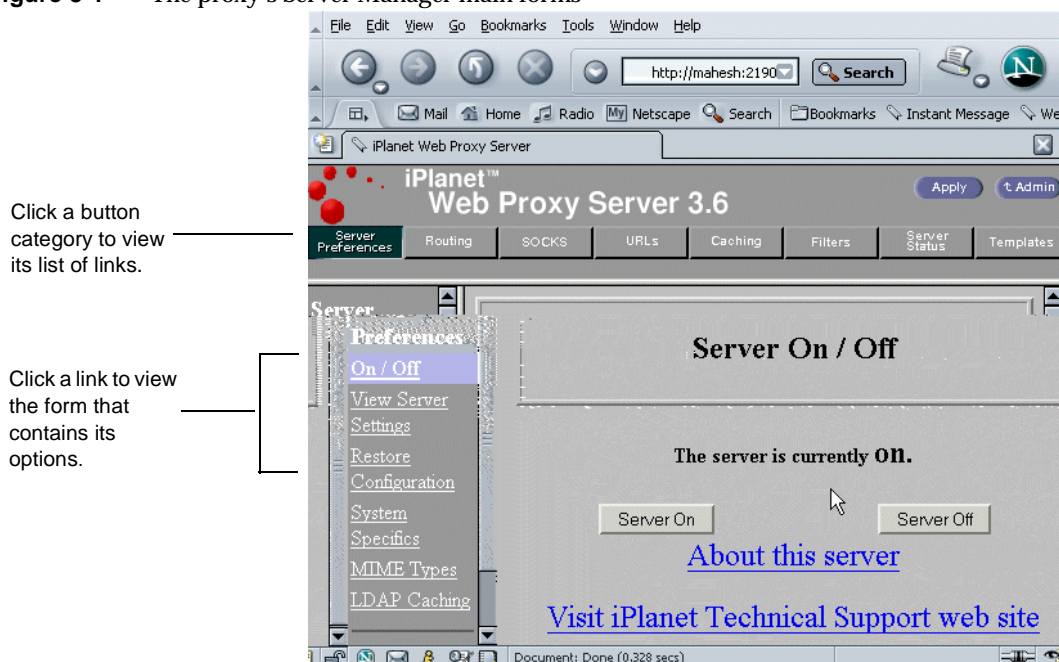 The proxy's Server Manager main forms
File Edit View Go Bookmarks Tools Window Help
http://mahesh:2190 Search N
Mail Home Radio My Netscape Search Bookmarks Instant Message We
iPlanet Web Proxy Server
iPlanet™
Web Proxy Server 3.6
Apply Admin
Server Preferences Routing SOCKS URLs Caching Filters Server Status Templates
Click a button
category to view
its list of links.
Server
Preferences
On / Off
View Server
Settings
Restore
Configuration
System
Specifics
MIME Types
LDAP Caching
Click a link to view
the form that
contains its
options.
Server On / Off
The server is currently on.
Server On Server Off
About this server
Visit iPlanet Technical Support web site
Document: Done (0.328 secs)